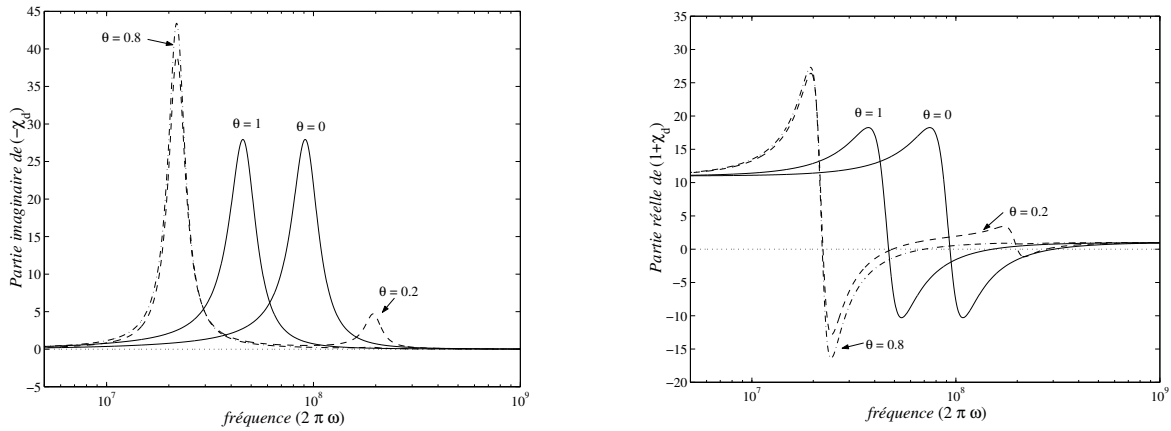 45
40
35
30
25
20
15
10
5
0
−5
10^7
10^8
10^9
Partie imaginaire de (−χ_d)
fréquence (2 π ω)
θ = 0.8
θ = 1
θ = 0
θ = 0.2
35
30
25
20
15
10
5
0
−5
−10
−15
−20
10^7
10^8
10^9
Partie réelle de (1+χ_d)
fréquence (2 π ω)
θ = 1
θ = 0
θ = 0.2
θ = 0.8